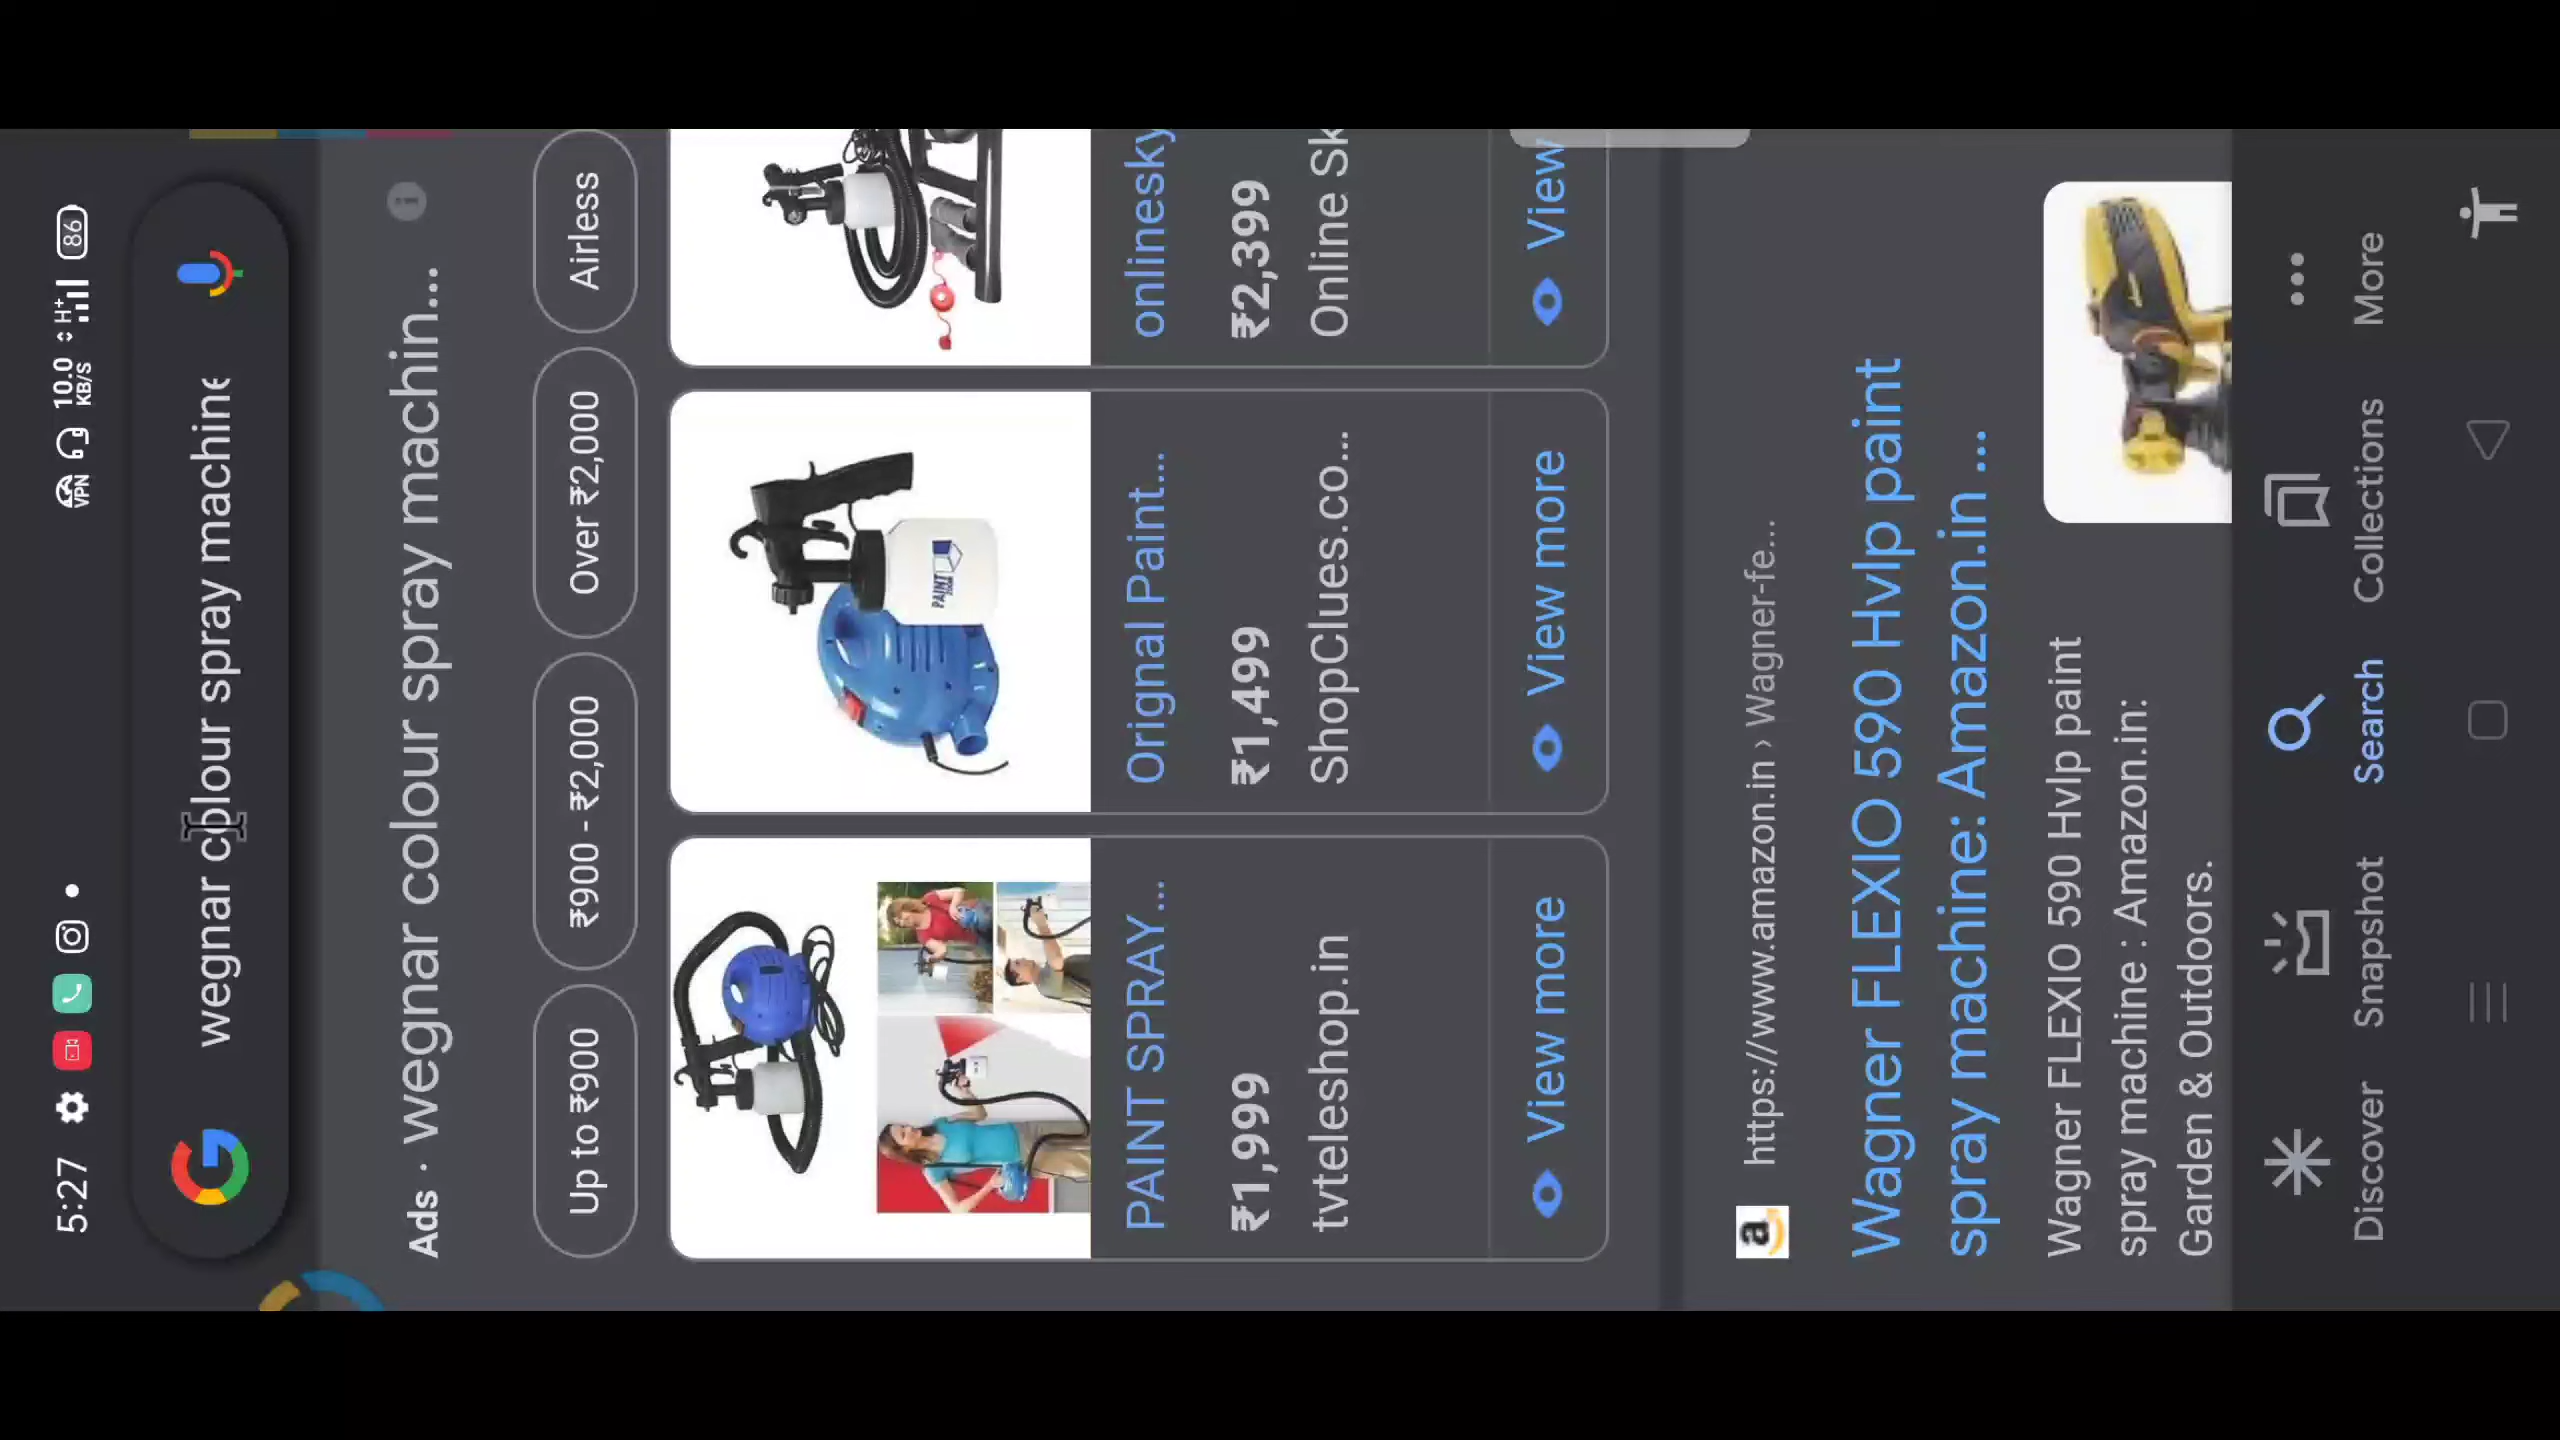 5:27
VPN
10.0
KB/S
H+
86
wegnar colour spray machine
Ads · wegnar colour spray machin...
Up to ₹900
₹900 - ₹2,000
Over ₹2,000
Airless
PAINT SPRAY...
₹1,999
tvteleshop.in
View more
PAINT
Orignal Paint...
₹1,499
ShopClues.co...
View more
onlinesky
₹2,399
Online Sk
View
https://www.amazon.in › Wagner-fe...
Wagner FLEXIO 590 Hvlp paint
spray machine: Amazon.in ...
Wagner FLEXIO 590 Hvlp paint
spray machine : Amazon.in:
Garden & Outdoors.
Discover
Snapshot
Search
Collections
More